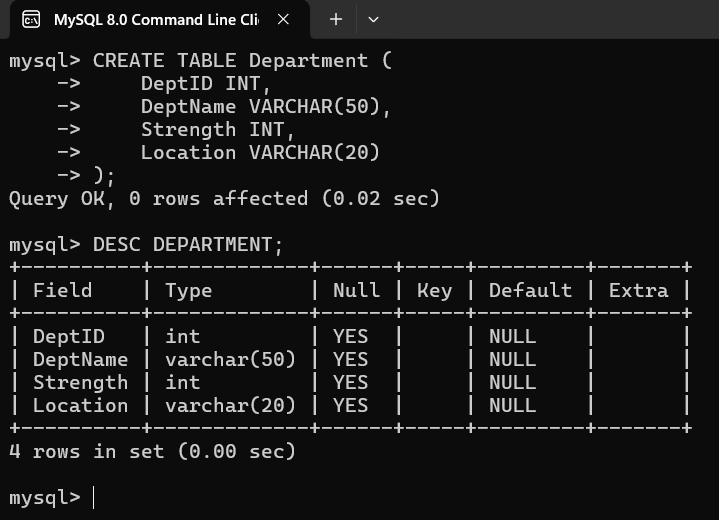 MySQL 8.0 Command Line Cli
mysql> CREATE TABLE Department (
    ->     DeptID INT,
    ->     DeptName VARCHAR(50),
    ->     Strength INT,
    ->     Location VARCHAR(20)
    -> );
Query OK, 0 rows affected (0.02 sec)

mysql> DESC DEPARTMENT;
+----------+-------------+------+-----+---------+-------+
| Field    | Type        | Null | Key | Default | Extra |
+----------+-------------+------+-----+---------+-------+
| DeptID   | int         | YES  |     | NULL    |       |
| DeptName | varchar(50) | YES  |     | NULL    |       |
| Strength | int         | YES  |     | NULL    |       |
| Location | varchar(20) | YES  |     | NULL    |       |
+----------+-------------+------+-----+---------+-------+
4 rows in set (0.00 sec)

mysql>